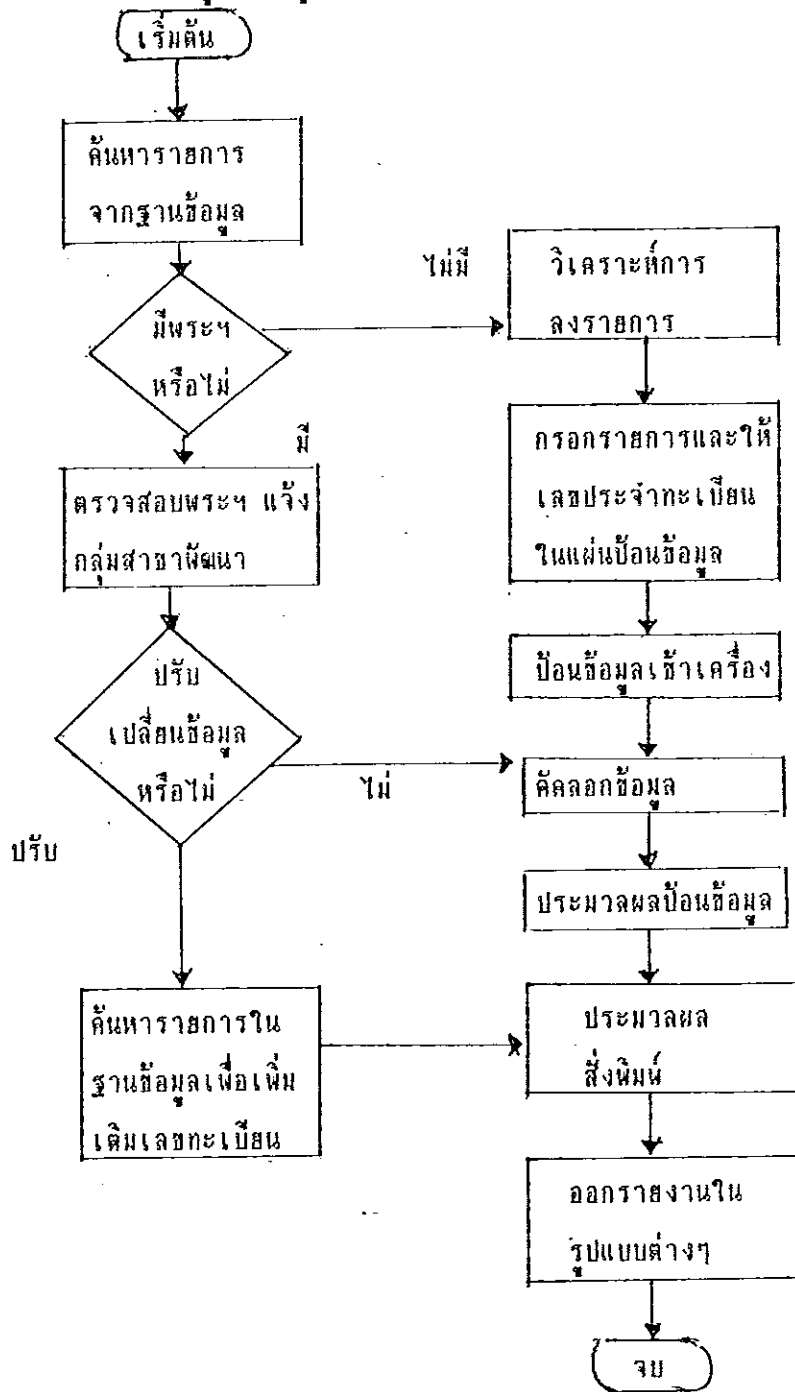 เริ่มต้น
ค้นหารายการ
จากฐานข้อมูล
มีพระฯ
หรือไม่
ไม่มี
มี
วิเคราะห์การ
ลงรายการ
กรอกรายการและให้
เลขประจำทะเบียน
ในแผ่นป้อนข้อมูล
ตรวจสอบพระฯ แจ้ง
กลุ่มสาขาพัฒนา
ป้อนข้อมูลเข้าเครื่อง
ปรับ
เปลี่ยนข้อมูล
หรือไม่
ไม่
ปรับ
คัดลอกข้อมูล
ประมวลผลป้อนข้อมูล
ค้นหารายการใน
ฐานข้อมูลเพื่อเพิ่ม
เติมเลขทะเบียน
ประมวลผล
สั่งพิมพ์
ออกรายงานใน
รูปแบบต่างๆ
จบ